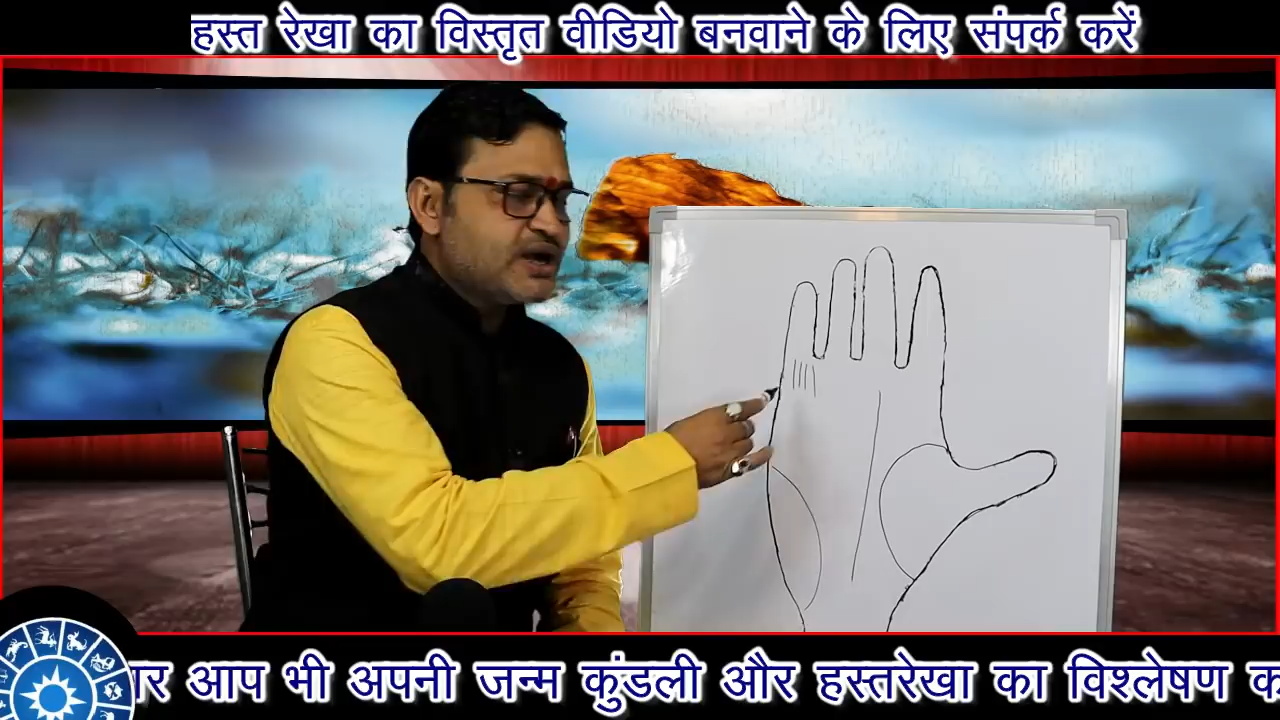 हस्त रेखा का विस्तृत वीडियो बनवाने के लिए संपर्क करें
आप भी अपनी जन्म कुंडली और हस्तरेखा का विश्लेषण